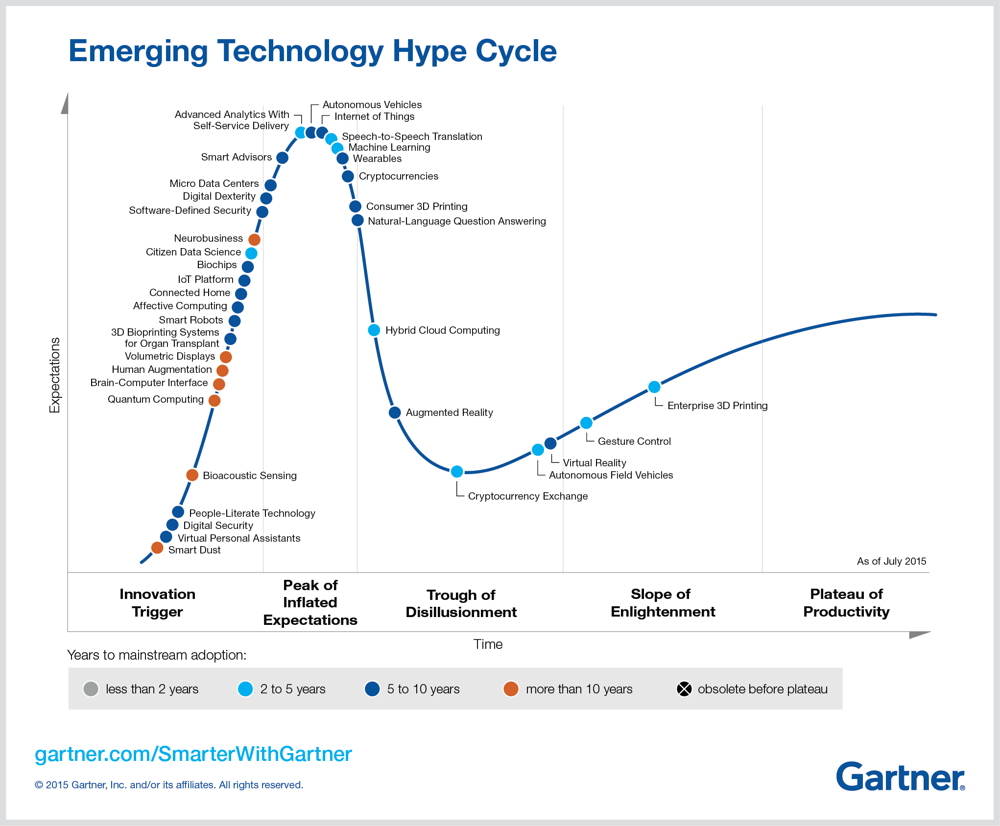 Emerging Technology Hype Cycle
Expectations
Autonomous Vehicles
Advanced Analytics With
Self-Service Delivery
Internet of Things
Speech-to-Speech Translation
Machine Learning
Wearables
Smart Advisors
Cryptocurrencies
Micro Data Centers
Digital Dexterity
Software-Defined Security
Consumer 3D Printing
Natural-Language Question Answering
Neurobusiness
Citizen Data Science
Biochips
IoT Platform
Connected Home
Affective Computing
Smart Robots
3D Bioprinting Systems
for Organ Transplant
Volumetric Displays
Human Augmentation
Brain-Computer Interface
Quantum Computing
Hybrid Cloud Computing
Augmented Reality
Enterprise 3D Printing
Gesture Control
Virtual Reality
Autonomous Field Vehicles
Cryptocurrency Exchange
Bioacoustic Sensing
People-Literate Technology
Digital Security
Virtual Personal Assistants
Smart Dust
As of July 2015
Innovation
Trigger
Peak of
Inflated
Expectations
Trough of
Disillusionment
Slope of
Enlightenment
Plateau of
Productivity
Time
Years to mainstream adoption:
less than 2 years
2 to 5 years
5 to 10 years
more than 10 years
obsolete before plateau
gartner.com/SmarterWithGartner
© 2015 Gartner, Inc. and/or its affiliates. All rights reserved.
Gartner®